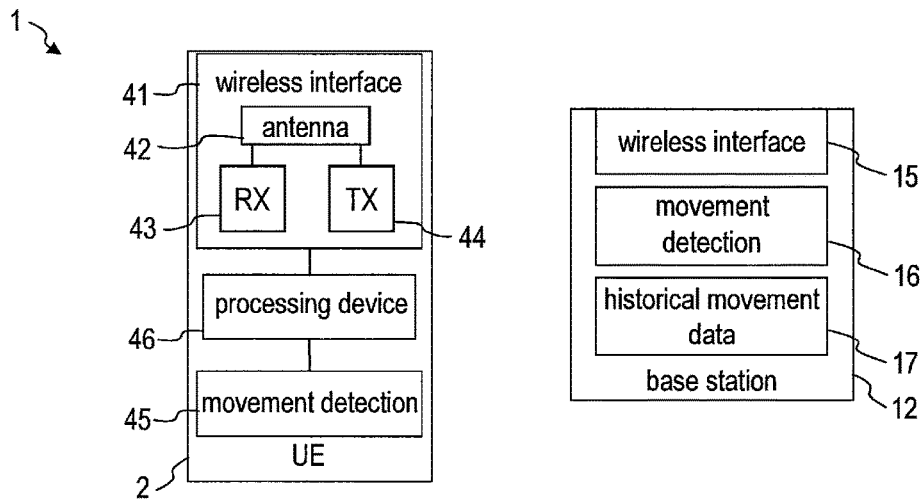 1
41
wireless interface
antenna
42
RX
TX
43
44
processing device
46
movement detection
45
UE
2
wireless interface
15
movement
detection
16
historical movement
data
17
base station
12